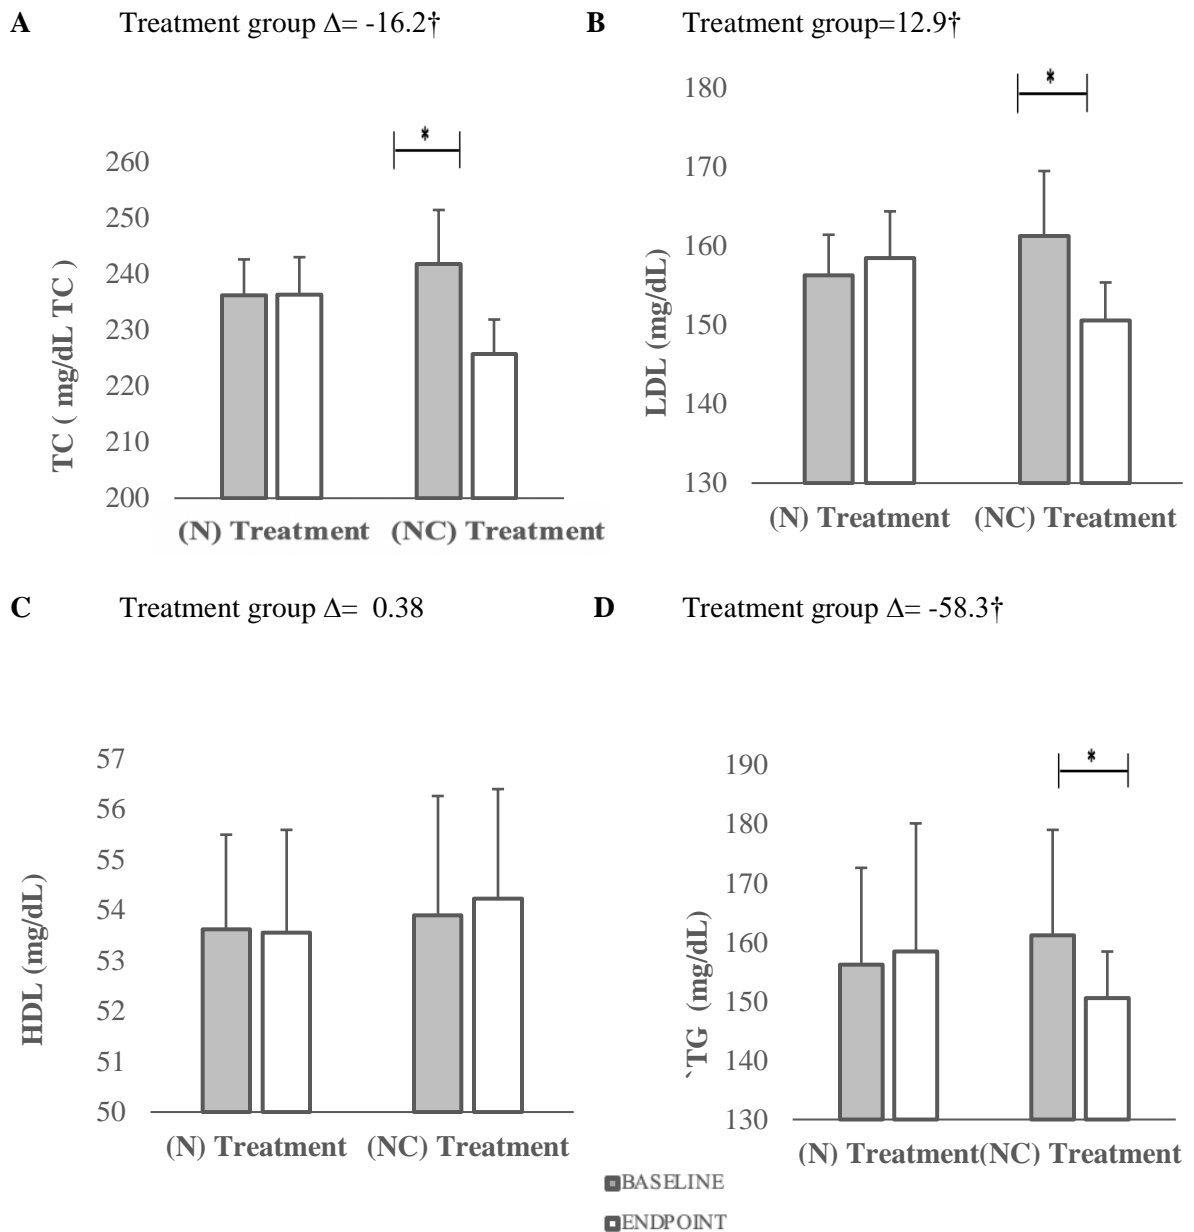 A Treatment group Δ= -16.2†
*
260
250
240
230
220
210
200
TC ( mg/dL TC )
(N) Treatment (NC) Treatment
B Treatment group=12.9†
*
180
170
160
150
140
130
LDL (mg/dL)
(N) Treatment (NC) Treatment
C Treatment group Δ= 0.38
57
56
55
54
53
52
51
50
HDL (mg/dL)
(N) Treatment (NC) Treatment
D Treatment group Δ= -58.3†
*
190
180
170
160
150
140
130
`TG (mg/dL)
(N) Treatment(NC) Treatment
BASELINE
ENDPOINT